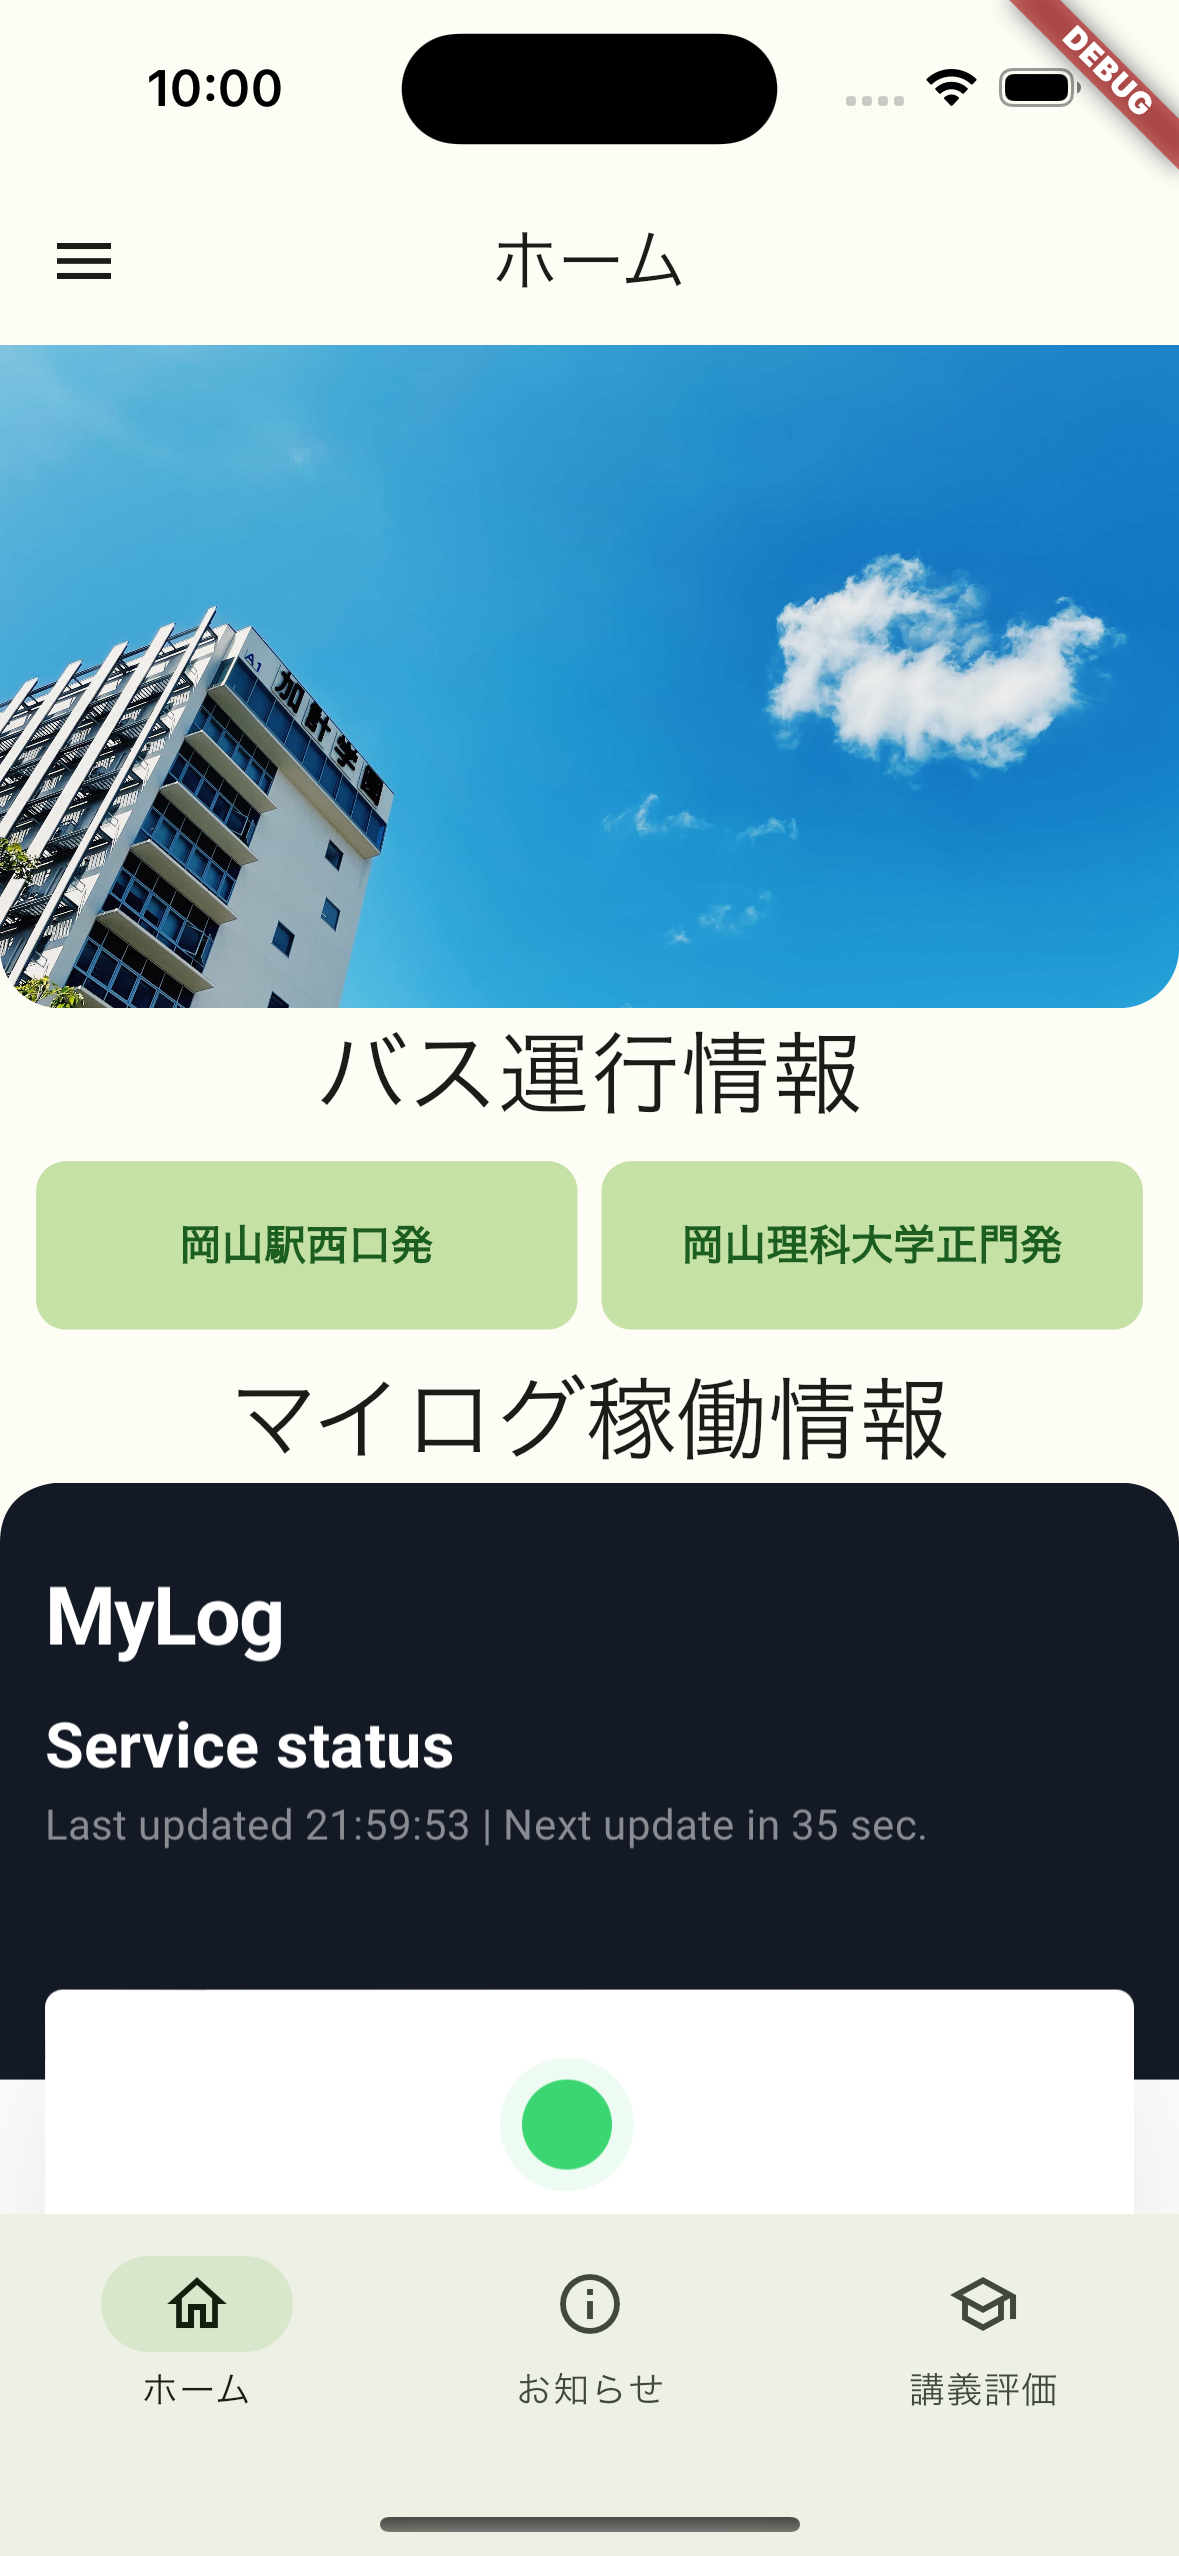 10:00
DEBUG
ホーム
A1
加計学園
バス運行情報
岡山駅西口発
岡山理科大学正門発
マイログ稼働情報
MyLog
Service status
Last updated 21:59:53 | Next update in 35 sec.
ホーム
お知らせ
講義評価